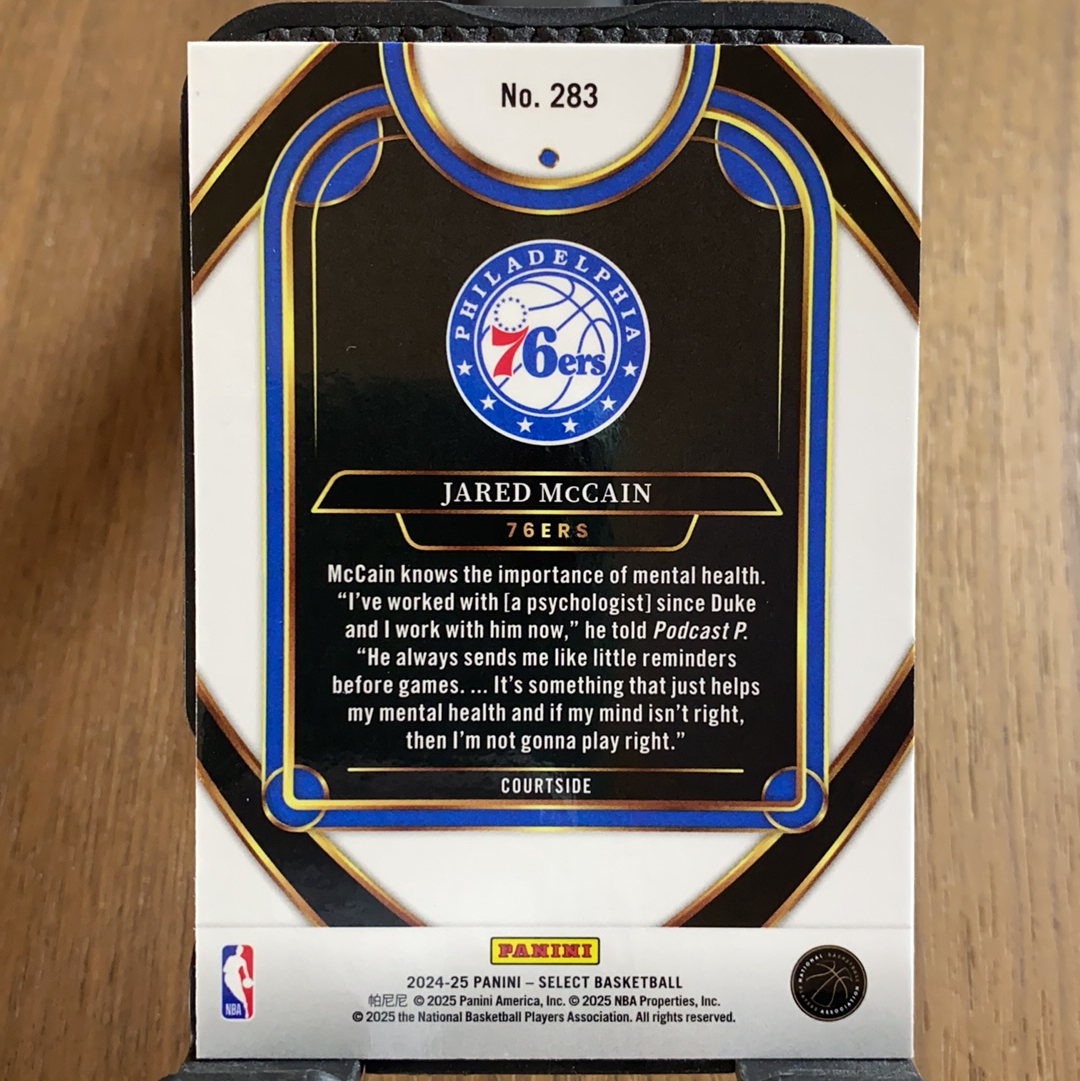 No. 283
PHILADELPHIA
76ers
JARED McCAIN
76ERS
McCain knows the importance of mental health.
“I’ve worked with [a psychologist] since Duke
and I work with him now,” he told Podcast P.
“He always sends me like little reminders
before games. ... It’s something that just helps
my mental health and if my mind isn’t right,
then I’m not gonna play right.”
COURTSIDE
PANINI
2024-25 PANINI – SELECT BASKETBALL
帕尼尼 © 2025 Panini America, Inc. © 2025 NBA Properties, Inc.
© 2025 the National Basketball Players Association. All rights reserved.
NBA
NATIONAL BASKETBALL
ASSOCIATION